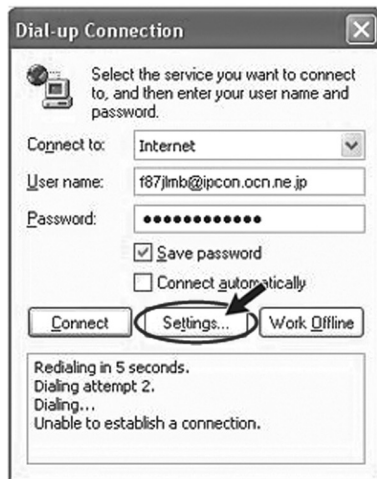 Dial-up Connection
Select the service you want to connect
to, and then enter your user name and
password.
Connect to: Internet
User name: f87jlmb@ipcon.ocn.ne.jp
Password: ●●●●●●●●●●●●
Save password
Connect automatically
Connect Settings... Work Offline
Redialing in 5 seconds.
Dialing attempt 2.
Dialing...
Unable to establish a connection.